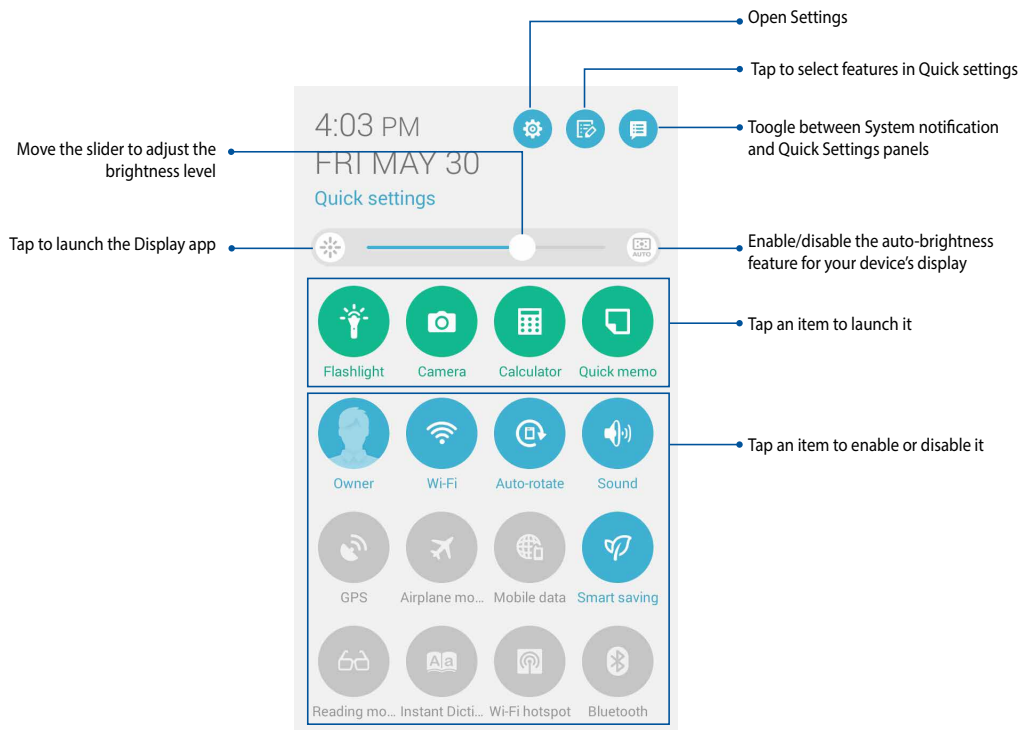 Open Settings
Tap to select features in Quick settings
4:03 PM
Toogle between System notification
and Quick Settings panels
Move the slider to adjust the
brightness level
FRI MAY 30
Quick settings
Tap to launch the Display app
AUTO
Enable/disable the auto-brightness
feature for your device's display
Tap an item to launch it
Flashlight Camera Calculator Quick memo
Tap an item to enable or disable it
Owner Wi-Fi Auto-rotate Sound
GPS Airplane mo... Mobile data Smart saving
Aa
Reading mo... Instant Dicti... Wi-Fi hotspot Bluetooth